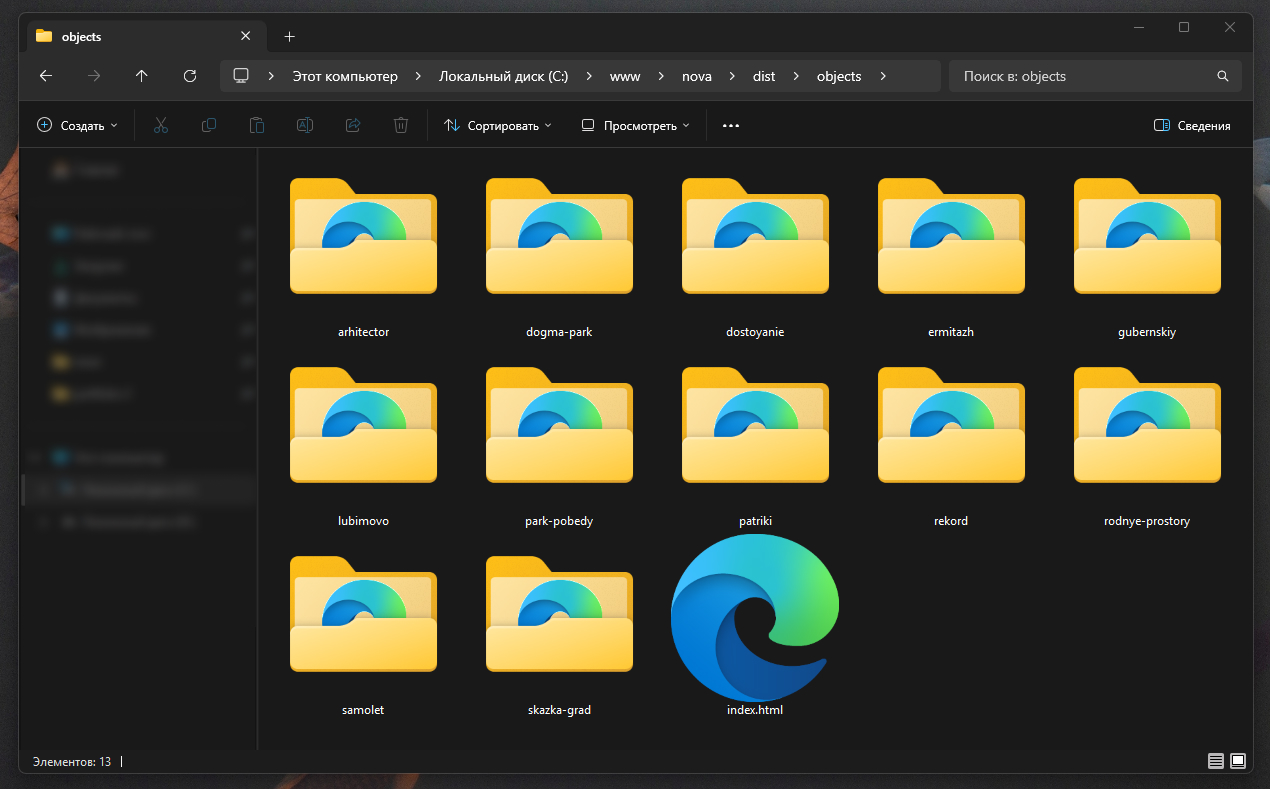 objects
Этот компьютер
Локальный диск (C:)
www
nova
dist
objects
Поиск в: objects
Создать
Сортировать
Просмотреть
Сведения
arhitector
dogma-park
dostoyanie
ermitazh
gubernskiy
lubimovo
park-pobedy
patriki
rekord
rodnye-prostory
samolet
skazka-grad
index.html
Элементов: 13